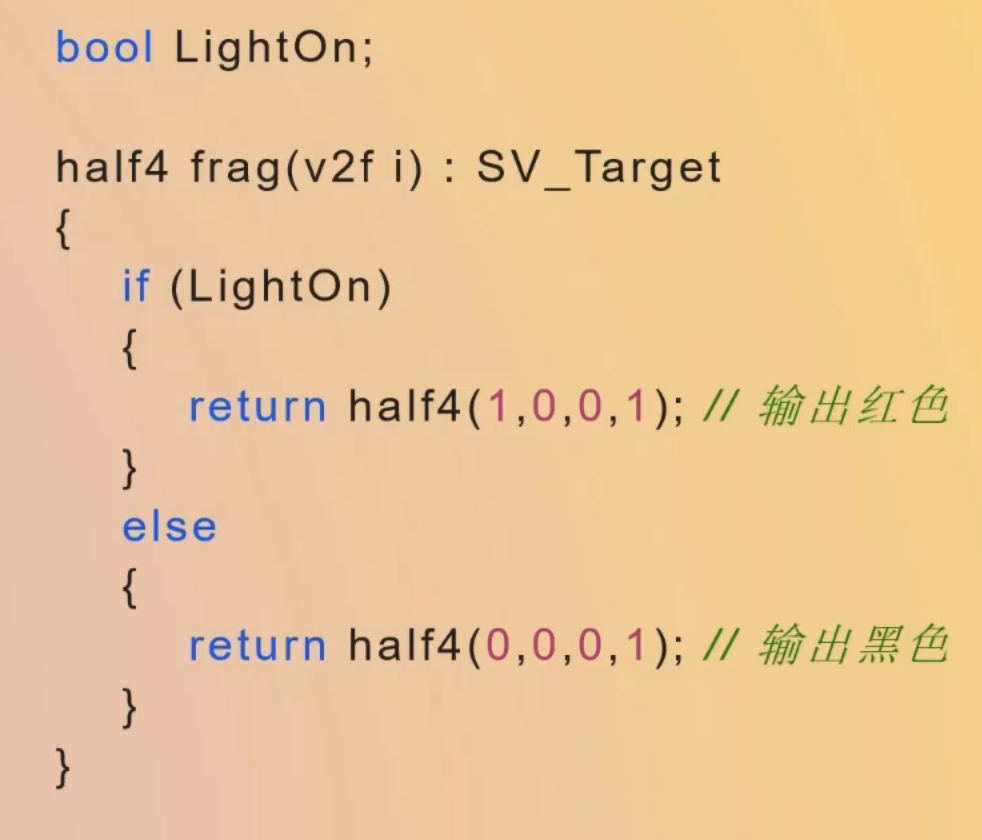 bool LightOn;
half4 frag(v2f i) : SV_Target
{
if (LightOn)
{
return half4(1,0,0,1); // 输出红色
}
else
{
return half4(0,0,0,1); // 输出黑色
}
}